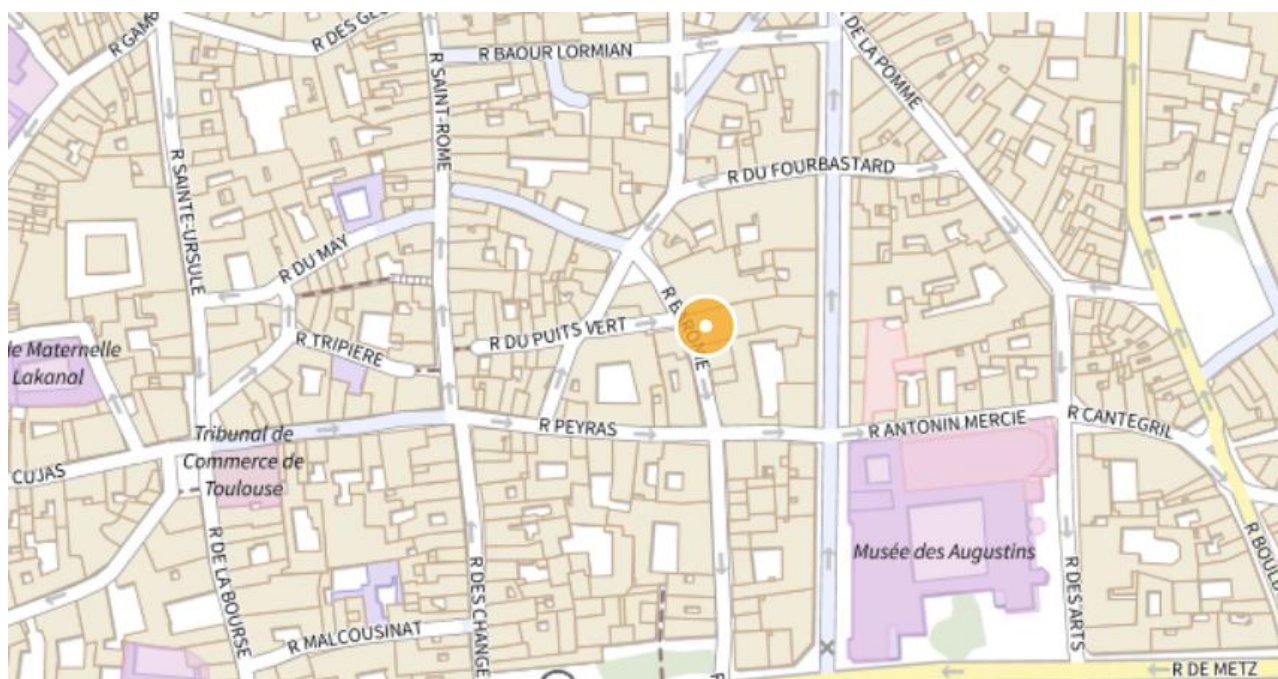 R GAMB
R DES GE
R BAOUR LORMIAN
R DE LA POMME
R SAINT-ROME
R SAINTE-URSULE
R DU FOURBASTARD
R DU MAY
R DU PUITS VERT
R TRIPIERE
le Maternelle
Lakanal
R PEYRAS
R ANTONIN MERCIE
R CANTEGRIL
CUJAS
Tribunal de
Commerce de
Toulouse
R DE LA BOURSE
R DES CHANGE
R MALCOUSINAT
Musée des Augustins
R DES ARTS
R BOULB
R DE METZ